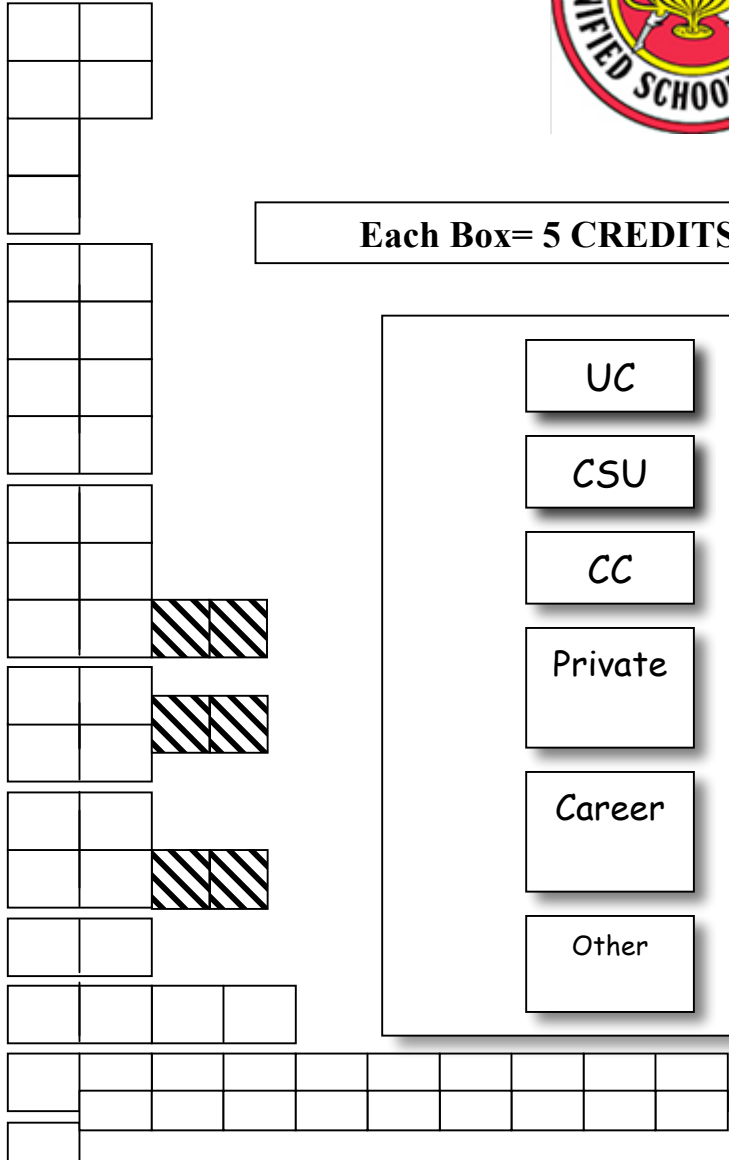 SCHOO
Each Box= 5 CREDITS
UC
CSU
CC
Private
Career
Other